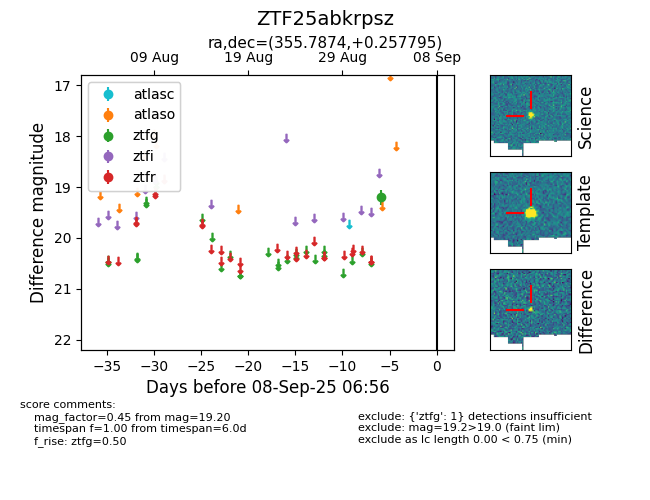 ZTF25abkrpsz
ra,dec=(355.7874,+0.257795)
09 Aug 19 Aug 29 Aug 08 Sep
atlasc
atlaso
ztfg
ztfi
ztfr
17
18
19
20
21
22
Difference magnitude
−35 −30 −25 −20 −15 −10 −5 0
Days before 08-Sep-25 06:56
Science
Template
Difference
score comments:
mag_factor=0.45 from mag=19.20
timespan f=1.00 from timespan=6.0d
f_rise: ztfg=0.50
exclude: {'ztfg': 1} detections insufficient
exclude: mag=19.2>19.0 (faint lim)
exclude as lc length 0.00 < 0.75 (min)